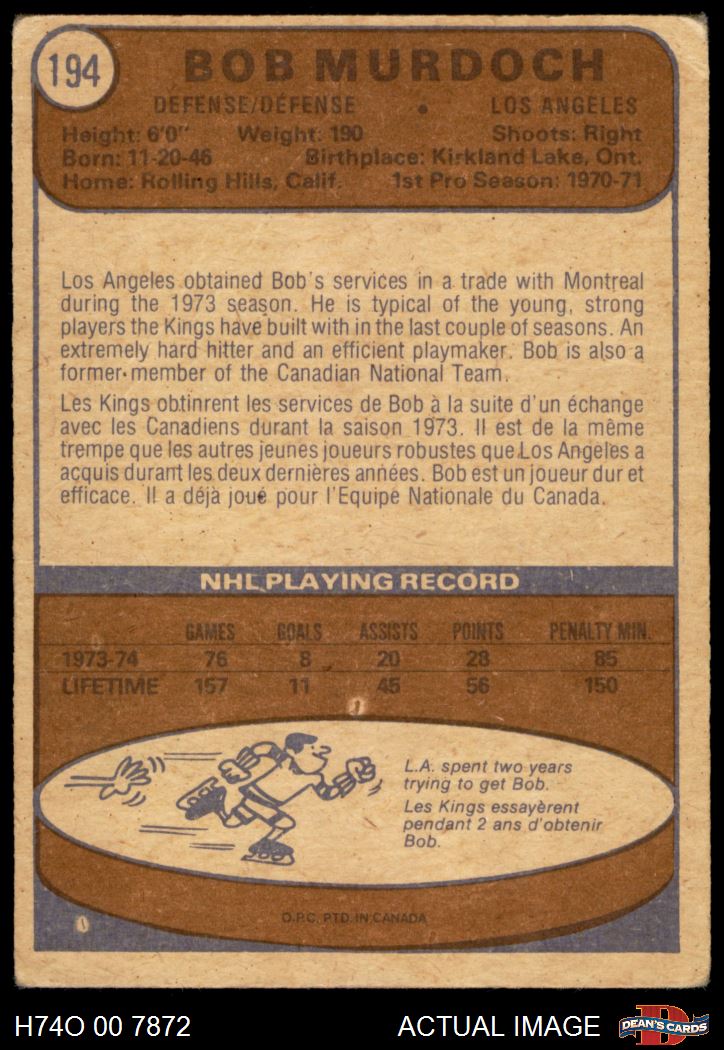 194
BOB MURDOCH
DEFENSE/DÉFENSE • LOS ANGELES
Height: 6'0" Weight: 190 Shoots: Right
Born: 11-20-46 Birthplace: Kirkland Lake, Ont.
Home: Rolling Hills, Calif. 1st Pro Season: 1970-71
Los Angeles obtained Bob's services in a trade with Montreal
during the 1973 season. He is typical of the young, strong
players the Kings have built with in the last couple of seasons. An
extremely hard hitter and an efficient playmaker. Bob is also a
former member of the Canadian National Team.
Les Kings obtinrent les services de Bob à la suite d'un échange
avec les Canadiens durant la saison 1973. Il est de la même
trempe que les autres jeunes joueurs robustes que Los Angeles a
acquis durant les deux dernières années. Bob est un joueur dur et
efficace. Il a déjà joué pour l'Equipe Nationale du Canada.
NHL PLAYING RECORD
GAMES GOALS ASSISTS POINTS PENALTY MIN.
1973-74 76 8 20 28 85
LIFETIME 157 11 45 56 150
L.A. spent two years
trying to get Bob.
Les Kings essayèrent
pendant 2 ans d'obtenir
Bob.
O.P.C. PTD. IN CANADA
H74O 00 7872 ACTUAL IMAGE
D
DEAN'S CARDS